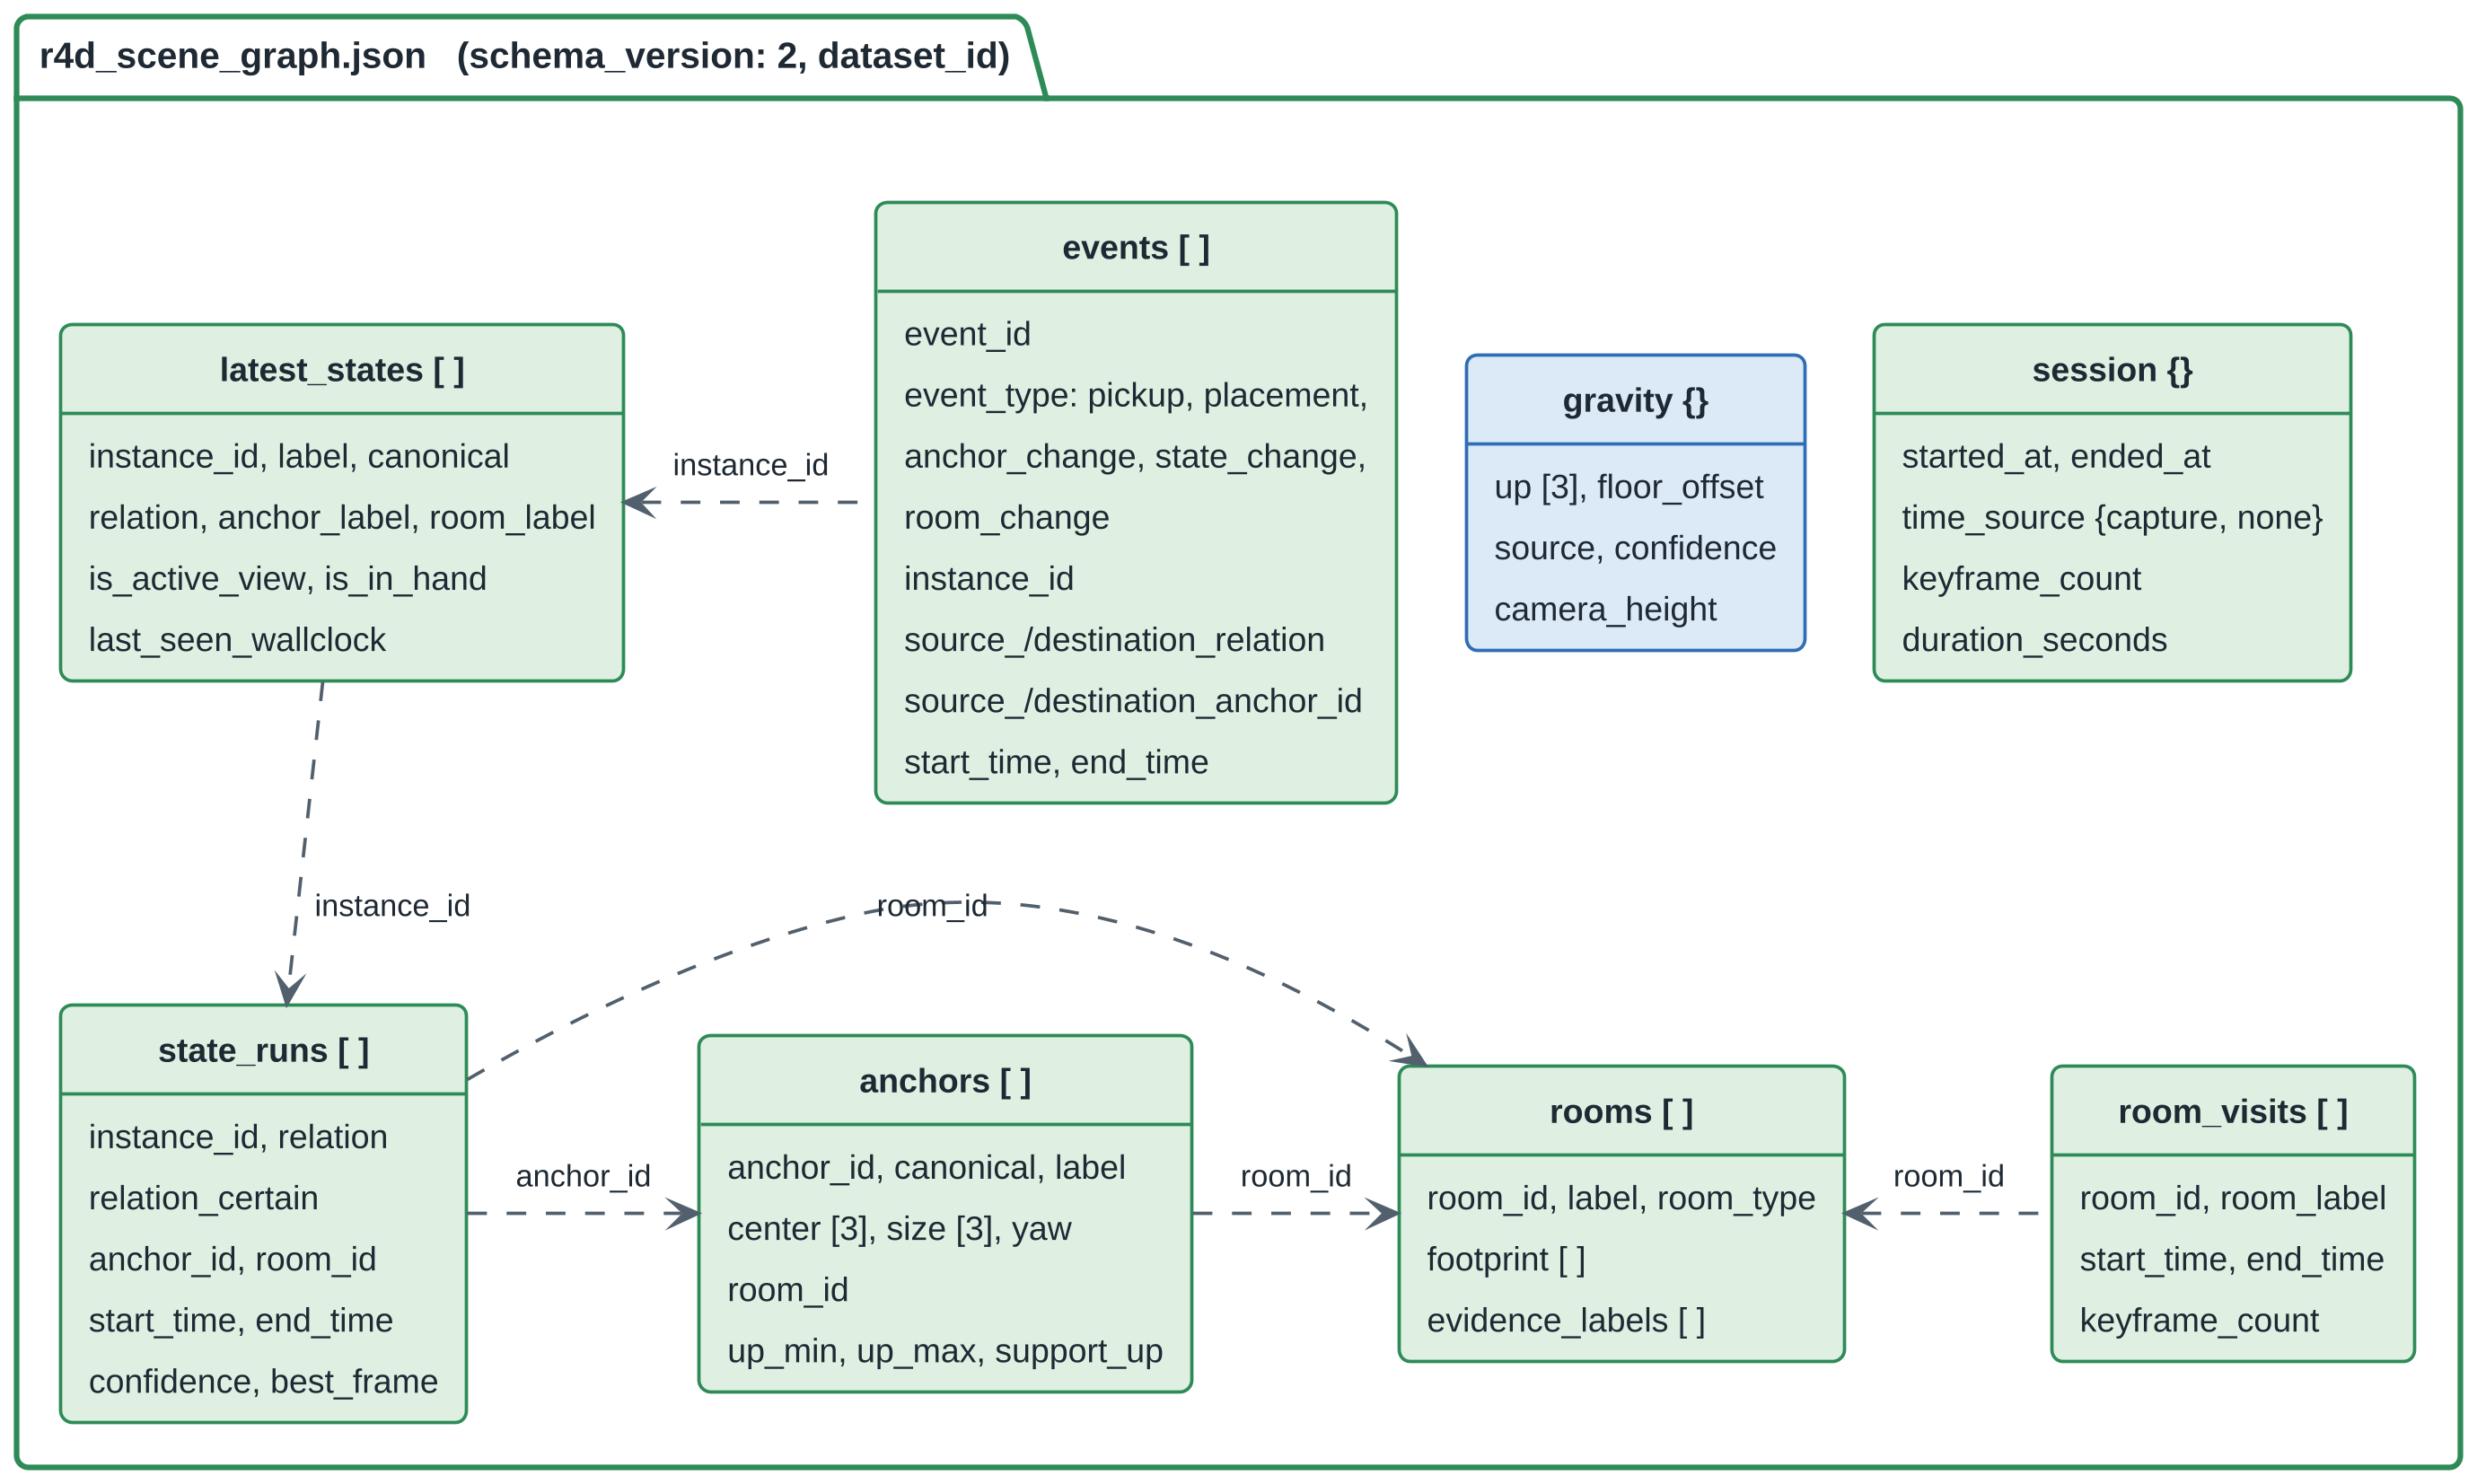 r4d_scene_graph.json (schema_version: 2, dataset_id)
events [ ]
event_id
event_type: pickup, placement,
anchor_change, state_change,
room_change
instance_id
source_/destination_relation
source_/destination_anchor_id
start_time, end_time
latest_states [ ]
instance_id, label, canonical
relation, anchor_label, room_label
is_active_view, is_in_hand
last_seen_wallclock
instance_id
gravity {}
up [3], floor_offset
source, confidence
camera_height
session {}
started_at, ended_at
time_source {capture, none}
keyframe_count
duration_seconds
instance_id
room_id
state_runs [ ]
instance_id, relation
relation_certain
anchor_id, room_id
start_time, end_time
confidence, best_frame
anchor_id
anchors [ ]
anchor_id, canonical, label
center [3], size [3], yaw
room_id
up_min, up_max, support_up
room_id
rooms [ ]
room_id, label, room_type
footprint [ ]
evidence_labels [ ]
room_id
room_visits [ ]
room_id, room_label
start_time, end_time
keyframe_count